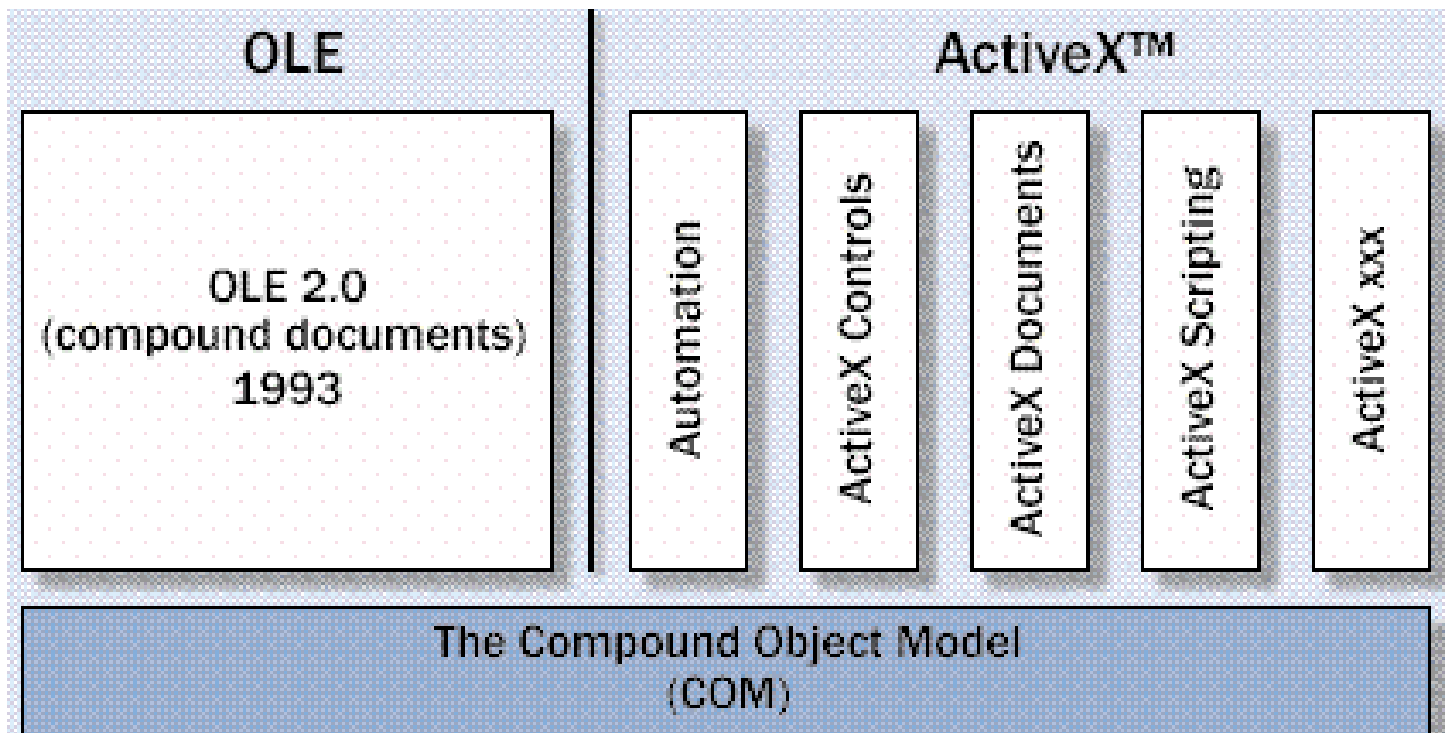 OLE
ActiveX™
OLE 2.0
(compound documents)
1993
Automation
ActiveX Controls
ActiveX Documents
ActiveX Scripting
ActiveX xxx
The Compound Object Model
(COM)